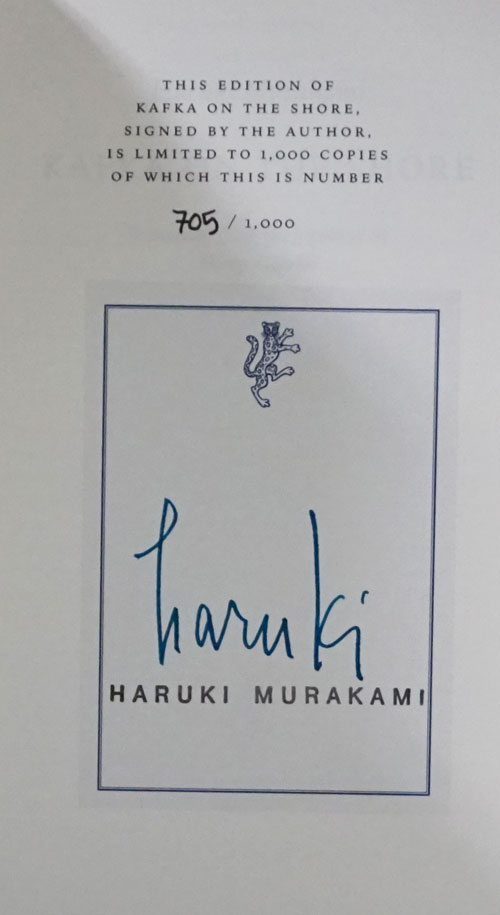 THIS EDITION OF
KAFKA ON THE SHORE,
SIGNED BY THE AUTHOR,
IS LIMITED TO 1,000 COPIES
OF WHICH THIS IS NUMBER
705 / 1,000
haruki
HARUKI MURAKAMI